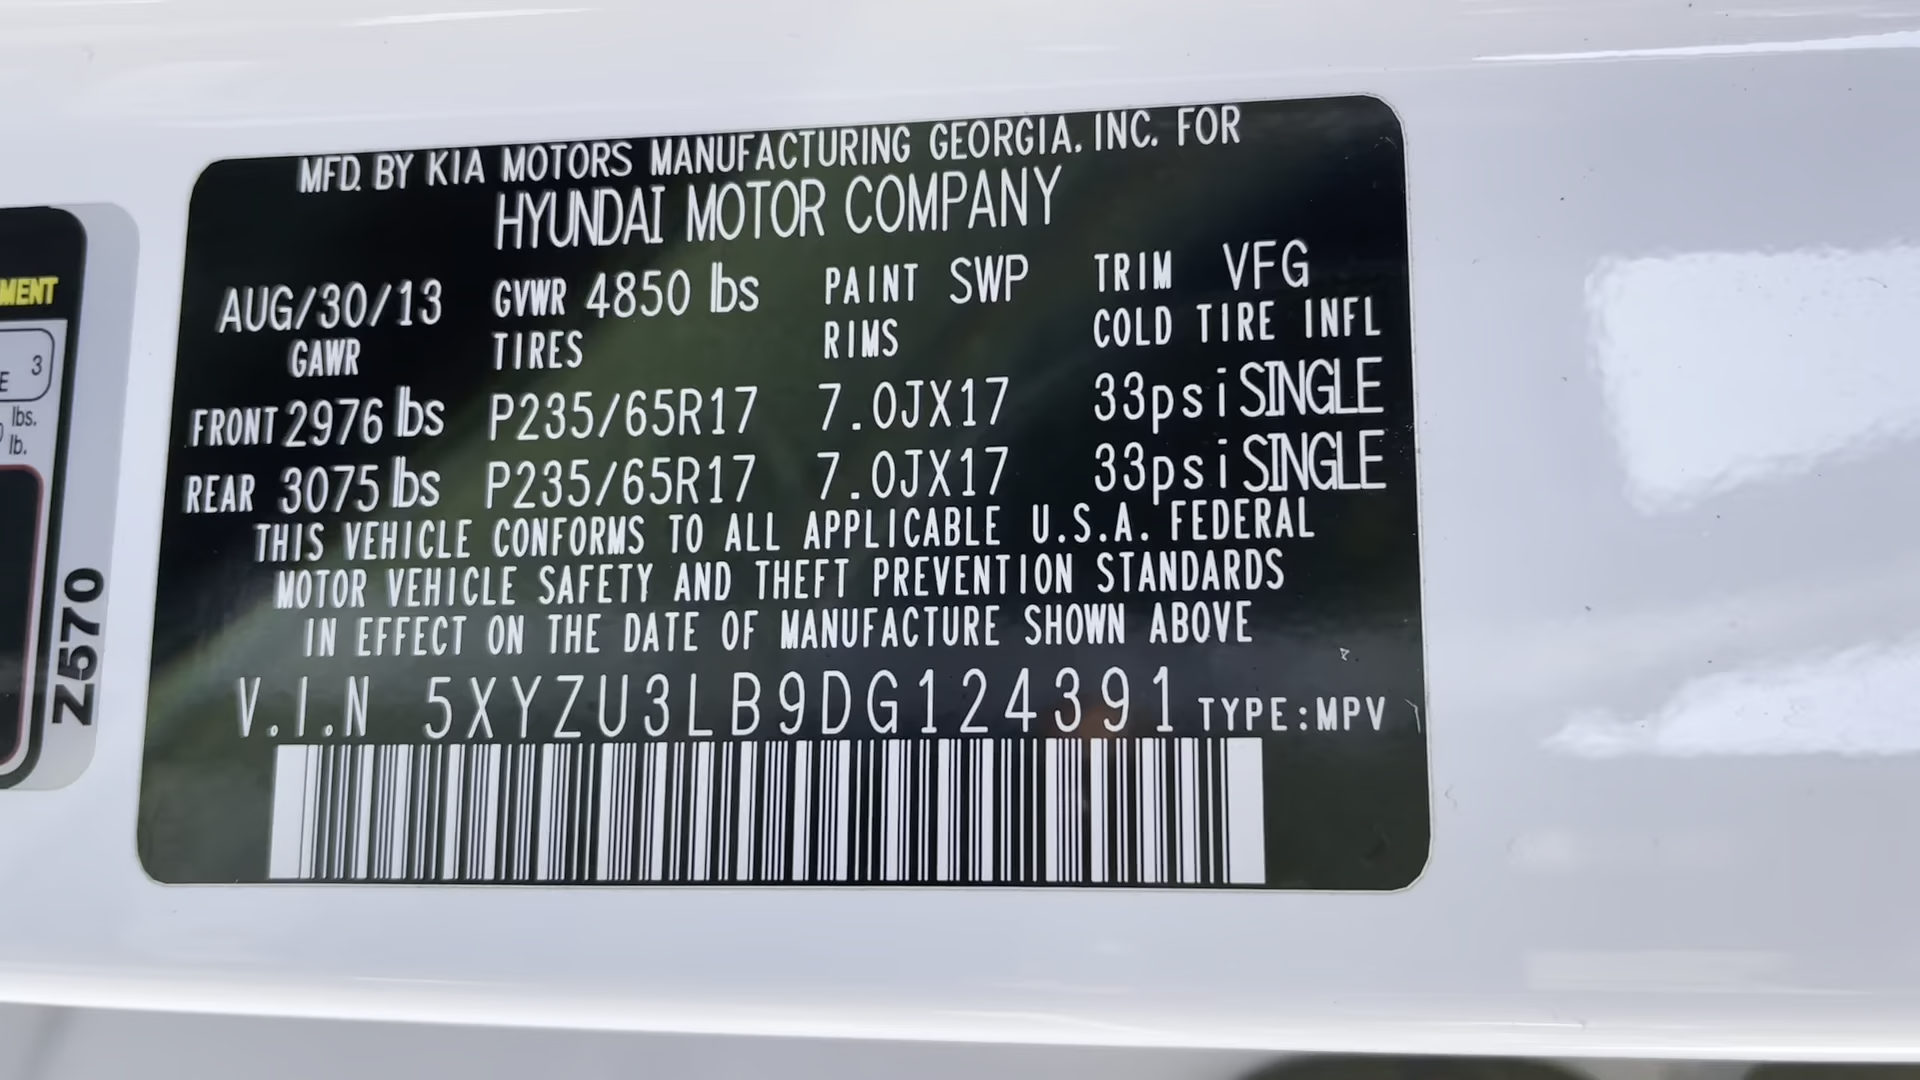 MFD. BY KIA MOTORS MANUFACTURING GEORGIA. INC. FOR
HYUNDAI MOTOR COMPANY
AUG/30/13 GVWR 4850 lbs PAINT SWP TRIM VFG
GAWR TIRES RIMS COLD TIRE INFL
FRONT 2976 lbs P235/65R17 7.0JX17 33psi SINGLE
REAR 3075 lbs P235/65R17 7.0JX17 33psi SINGLE
THIS VEHICLE CONFORMS TO ALL APPLICABLE U.S.A. FEDERAL
MOTOR VEHICLE SAFETY AND THEFT PREVENTION STANDARDS
IN EFFECT ON THE DATE OF MANUFACTURE SHOWN ABOVE
V.I.N 5XYZU3LB9DG124391 TYPE:MPV
3
lbs.
lb.
Z570